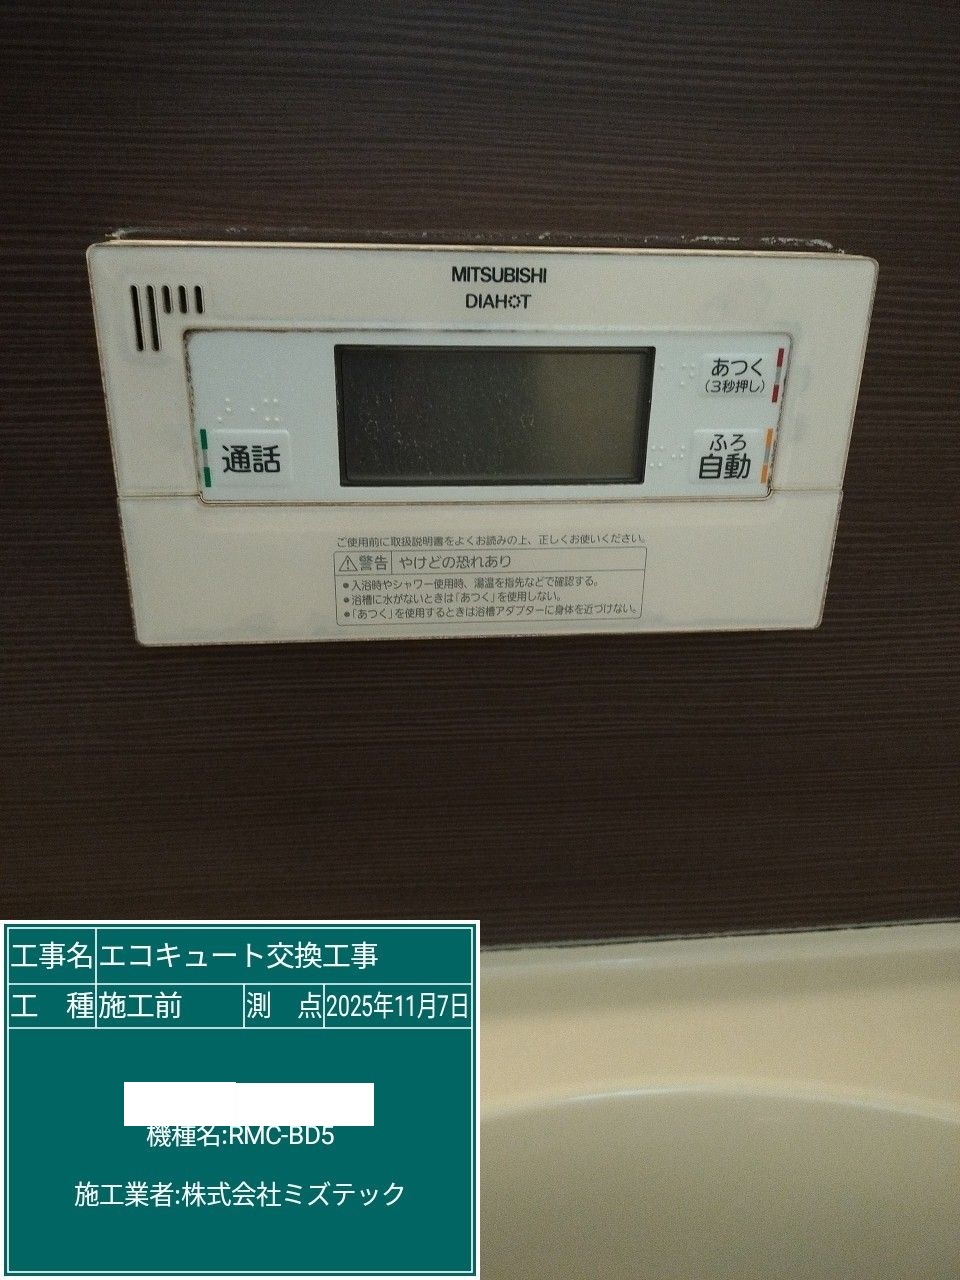 MITSUBISHI
DIAHOT
あつく
(3秒押し)
通話
ふろ
自動
ご使用前に取扱説明書をよくお読みの上、正しくお使いください。
⚠警告 やけどの恐れあり
●入浴時やシャワー使用時、湯温を指先などで確認する。
●浴槽に水がないときは「あつく」を使用しない。
●「あつく」を使用するときは浴槽アダプターに身体を近づけない。
工事名 エコキュート交換工事
工 種 施工前 測 点 2025年11月7日
機種名:RMC-BD5
施工業者:株式会社ミズテック